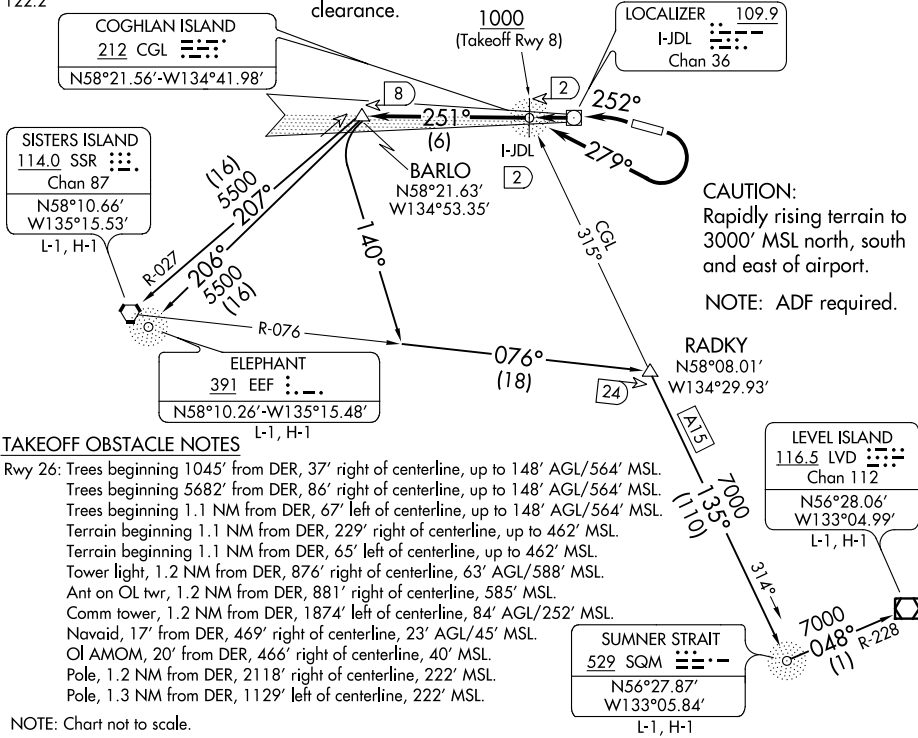 122.2
clearance.
COGHLAN ISLAND
212 CGL
N58°21.56′-W134°41.98′
1000
(Takeoff Rwy 8)
LOCALIZER 109.9
I-JDL
Chan 36
8
2
252°
251°
(6)
I-JDL
2
279°
BARLO
N58°21.63′
W134°53.35′
SISTERS ISLAND
114.0 SSR
Chan 87
N58°10.66′
W135°15.53′
L-1, H-1
(16)
5500
207°
R-027
206°
5500
(16)
140°
CGL
315°
CAUTION:
Rapidly rising terrain to
3000′ MSL north, south
and east of airport.
NOTE: ADF required.
R-076
076°
(18)
RADKY
N58°08.01′
W134°29.93′
24
ELEPHANT
391 EEF
N58°10.26′-W135°15.48′
L-1, H-1
A15
7000
135°
(110)
314°
LEVEL ISLAND
116.5 LVD
Chan 112
N56°28.06′
W133°04.99′
L-1, H-1
TAKEOFF OBSTACLE NOTES
Rwy 26: Trees beginning 1045′ from DER, 37′ right of centerline, up to 148′ AGL/564′ MSL.
Trees beginning 5682′ from DER, 86′ right of centerline, up to 148′ AGL/564′ MSL.
Trees beginning 1.1 NM from DER, 67′ left of centerline, up to 148′ AGL/564′ MSL.
Terrain beginning 1.1 NM from DER, 229′ right of centerline, up to 462′ MSL.
Terrain beginning 1.1 NM from DER, 65′ left of centerline, up to 462′ MSL.
Tower light, 1.2 NM from DER, 876′ right of centerline, 63′ AGL/588′ MSL.
Ant on OL twr, 1.2 NM from DER, 881′ right of centerline, 585′ MSL.
Comm tower, 1.2 NM from DER, 1874′ left of centerline, 84′ AGL/252′ MSL.
Navaid, 17′ from DER, 469′ right of centerline, 23′ AGL/45′ MSL.
Ol AMOM, 20′ from DER, 466′ right of centerline, 40′ MSL.
Pole, 1.2 NM from DER, 2118′ right of centerline, 222′ MSL.
Pole, 1.3 NM from DER, 1129′ left of centerline, 222′ MSL.
NOTE: Chart not to scale.
SUMNER STRAIT
529 SQM
N56°27.87′
W133°05.84′
L-1, H-1
7000
048°
(1)
R-228